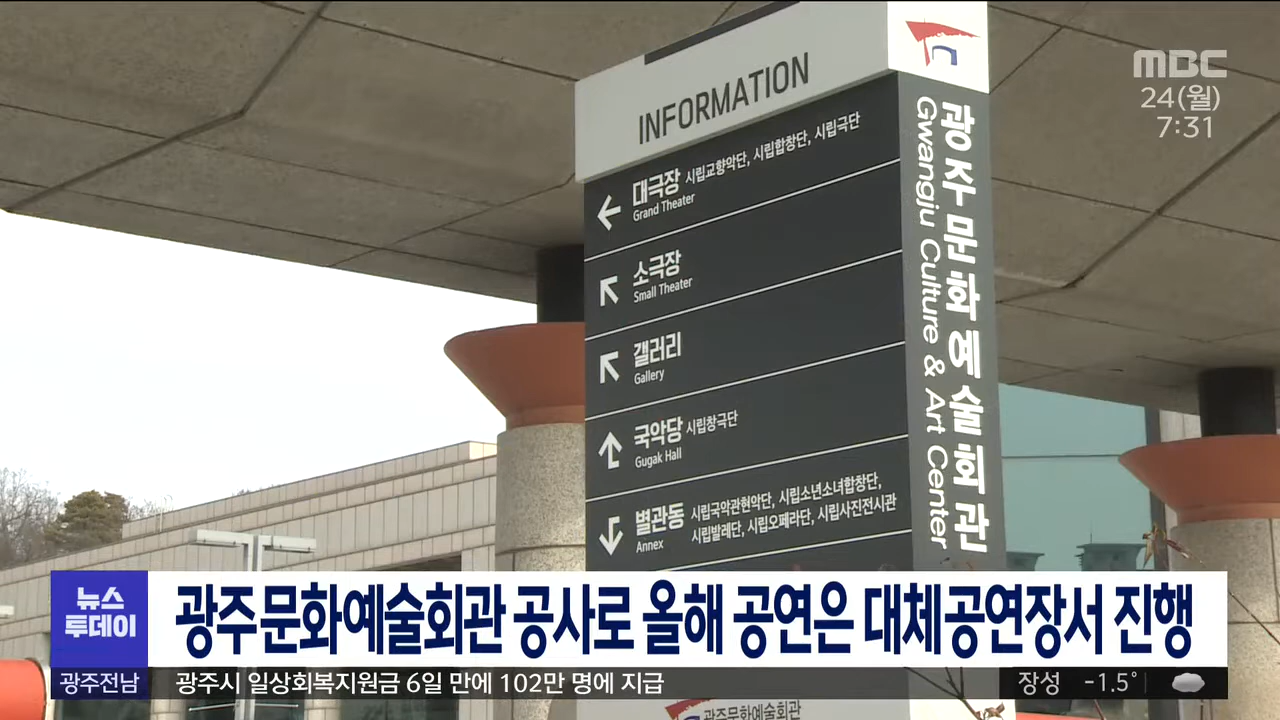 MBC
24(월)
7:31
INFORMATION
대극장 시립교향악단, 시립합창단, 시립극단
Grand Theater
소극장
Small Theater
갤러리
Gallery
국악당 시립창극단
Gugak Hall
별관동 시립국악관현악단, 시립소년소녀합창단,
Annex 시립발레단, 시립오페라단, 시립사진전시관
광주문화예술회관
Gwangju Culture & Art Center
뉴스
투데이
광주문화예술회관 공사로 올해 공연은 대체공연장서 진행
광주전남
광주시 일상회복지원금 6일 만에 102만 명에 지급
장성 -1.5°
광주문화예술회관